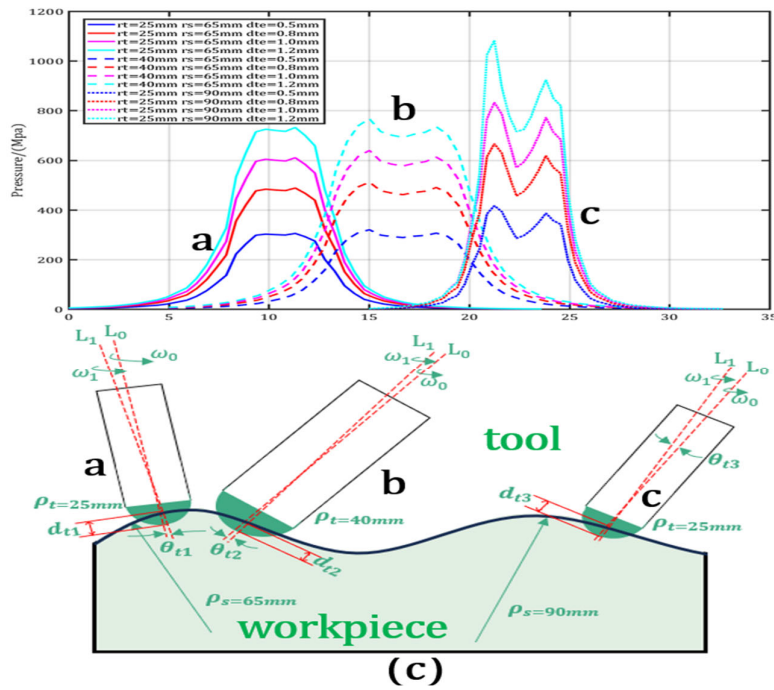 1200
1000
800
600
400
200
0
Pressure/(Mpa)
rt=25mm rs=65mm dte=0.5mm
rt=25mm rs=65mm dte=0.8mm
rt=25mm rs=65mm dte=1.0mm
rt=25mm rs=65mm dte=1.2mm
rt=40mm rs=65mm dte=0.5mm
rt=40mm rs=65mm dte=0.8mm
rt=40mm rs=65mm dte=1.0mm
rt=40mm rs=65mm dte=1.2mm
rt=25mm rs=90mm dte=0.5mm
rt=25mm rs=90mm dte=0.8mm
rt=25mm rs=90mm dte=1.0mm
rt=25mm rs=90mm dte=1.2mm
a
b
c
0 5 10 15 20 25 30 35
L₁ L₀
ω₀
ω₁
L₁ L₀
ω₁
ω₀
L₁ L₀
ω₁
ω₀
tool
a
b
c
θt3
dt3
ρt=25mm
ρt=40mm
ρt=25mm
dt1
θt1
θt2
dt2
ρs=65mm
ρs=90mm
workpiece
(c)